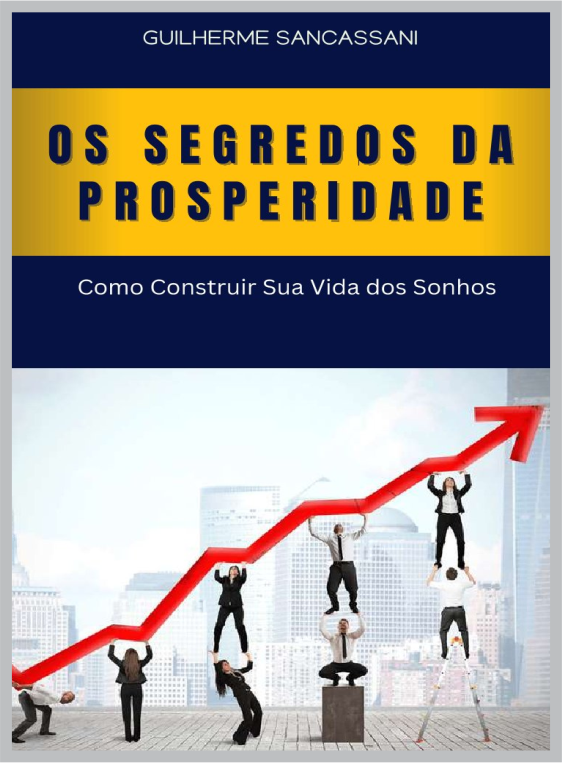 GUILHERME SANCASSANI
OS SEGREDOS DA
PROSPERIDADE
Como Construir Sua Vida dos Sonhos